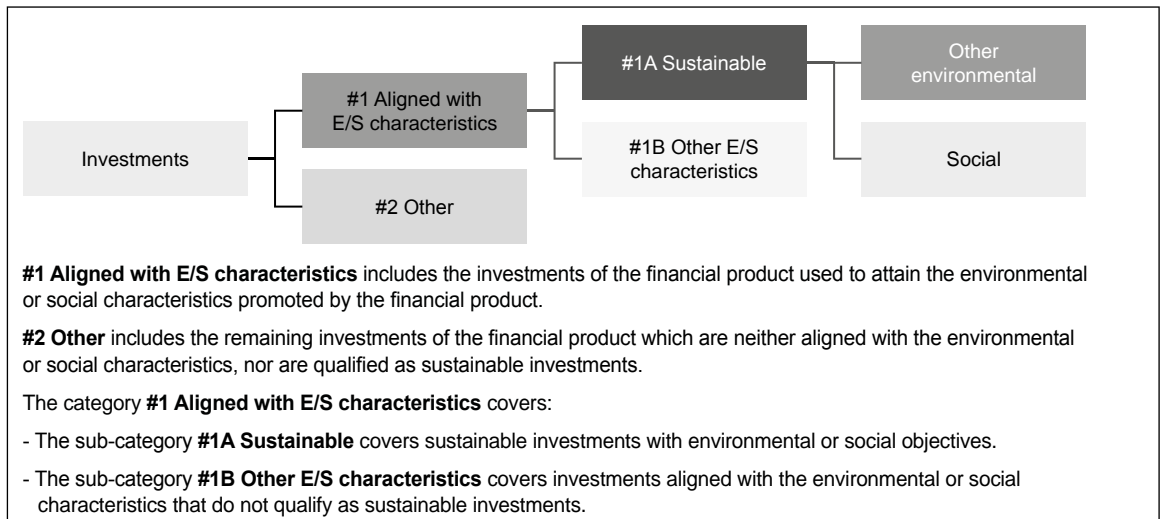 Investments
#1 Aligned with
E/S characteristics
#2 Other
#1A Sustainable
#1B Other E/S
characteristics
Other
environmental
Social
#1 Aligned with E/S characteristics includes the investments of the financial product used to attain the environmental
or social characteristics promoted by the financial product.
#2 Other includes the remaining investments of the financial product which are neither aligned with the environmental
or social characteristics, nor are qualified as sustainable investments.
The category #1 Aligned with E/S characteristics covers:
- The sub-category #1A Sustainable covers sustainable investments with environmental or social objectives.
- The sub-category #1B Other E/S characteristics covers investments aligned with the environmental or social
characteristics that do not qualify as sustainable investments.